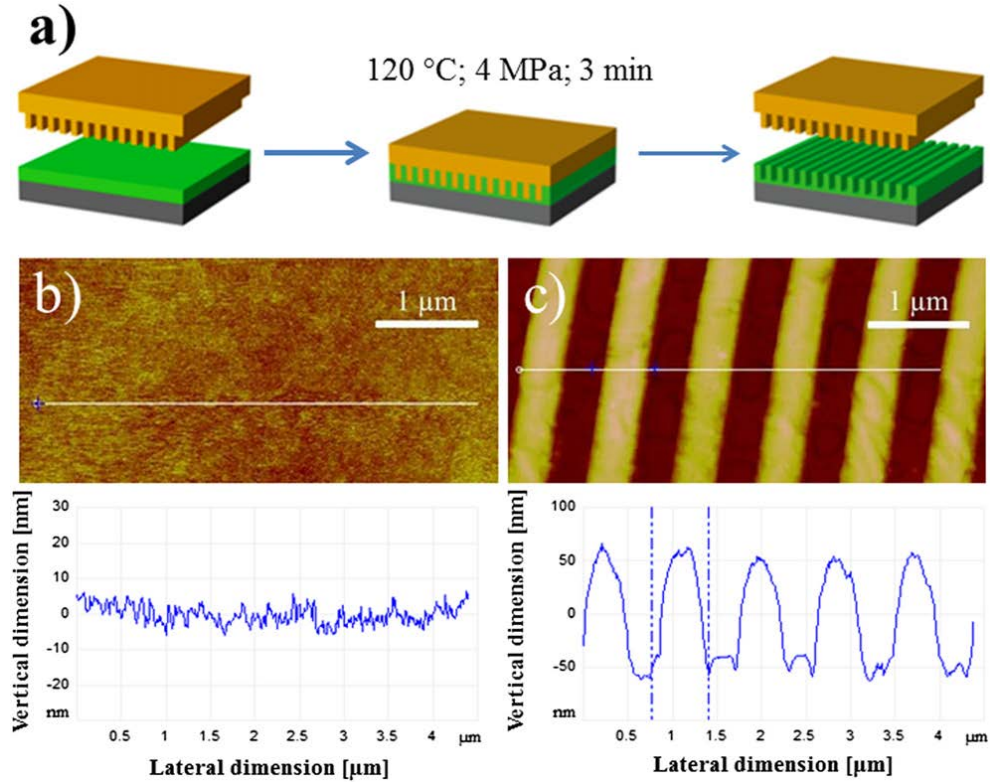 a)
120 °C; 4 MPa; 3 min
b)
1 µm
c)
1 µm
Vertical dimension [nm]
30
20
10
0
-10
-20
nm
0.5 1 1.5 2 2.5 3 3.5 4 µm
Lateral dimension [µm]
Vertical dimension [nm]
100
50
0
-50
nm
0.5 1 1.5 2 2.5 3 3.5 4 µm
Lateral dimension [µm]